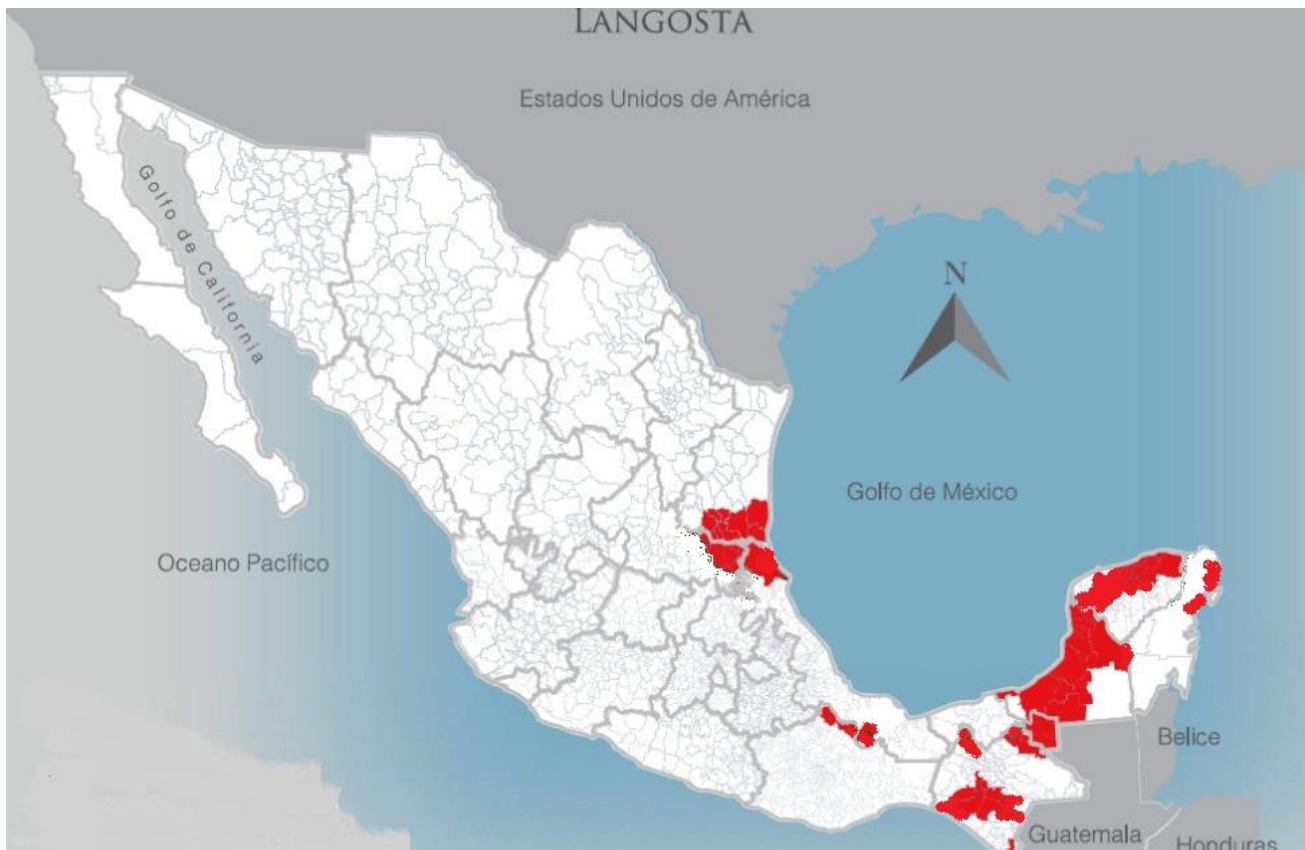 LANGOSTA
Estados Unidos de América
Golfo de California
N
Golfo de México
Oceano Pacífico
Belice
Guatemala
Honduras